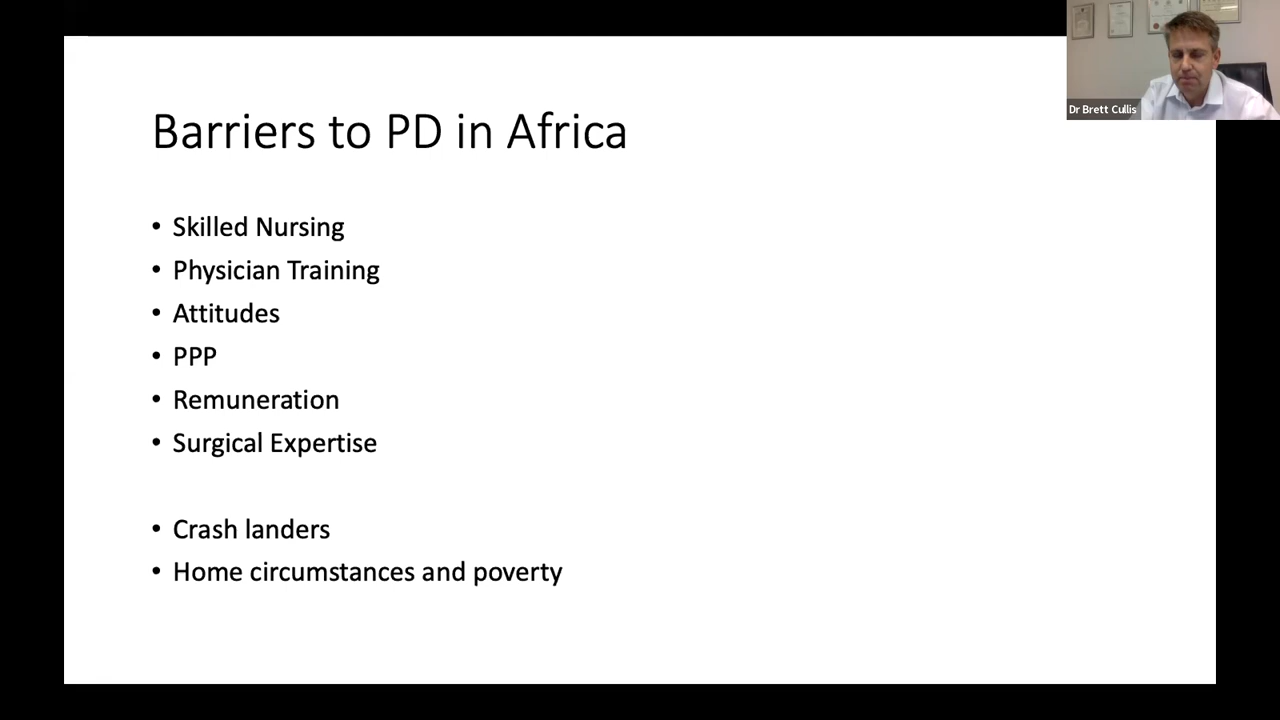 Dr Brett Cullis
Barriers to PD in Africa
• Skilled Nursing
• Physician Training
• Attitudes
• PPP
• Remuneration
• Surgical Expertise
• Crash landers
• Home circumstances and poverty